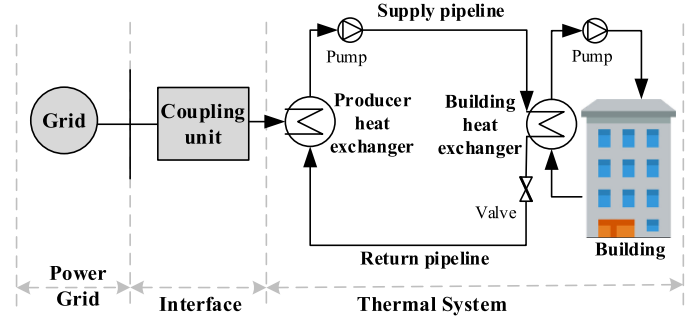 Supply pipeline
Pump
Pump
Grid
Coupling
unit
Producer
heat
exchanger
Building
heat
exchanger
Valve
Return pipeline
Building
Power
Grid
Interface
Thermal System